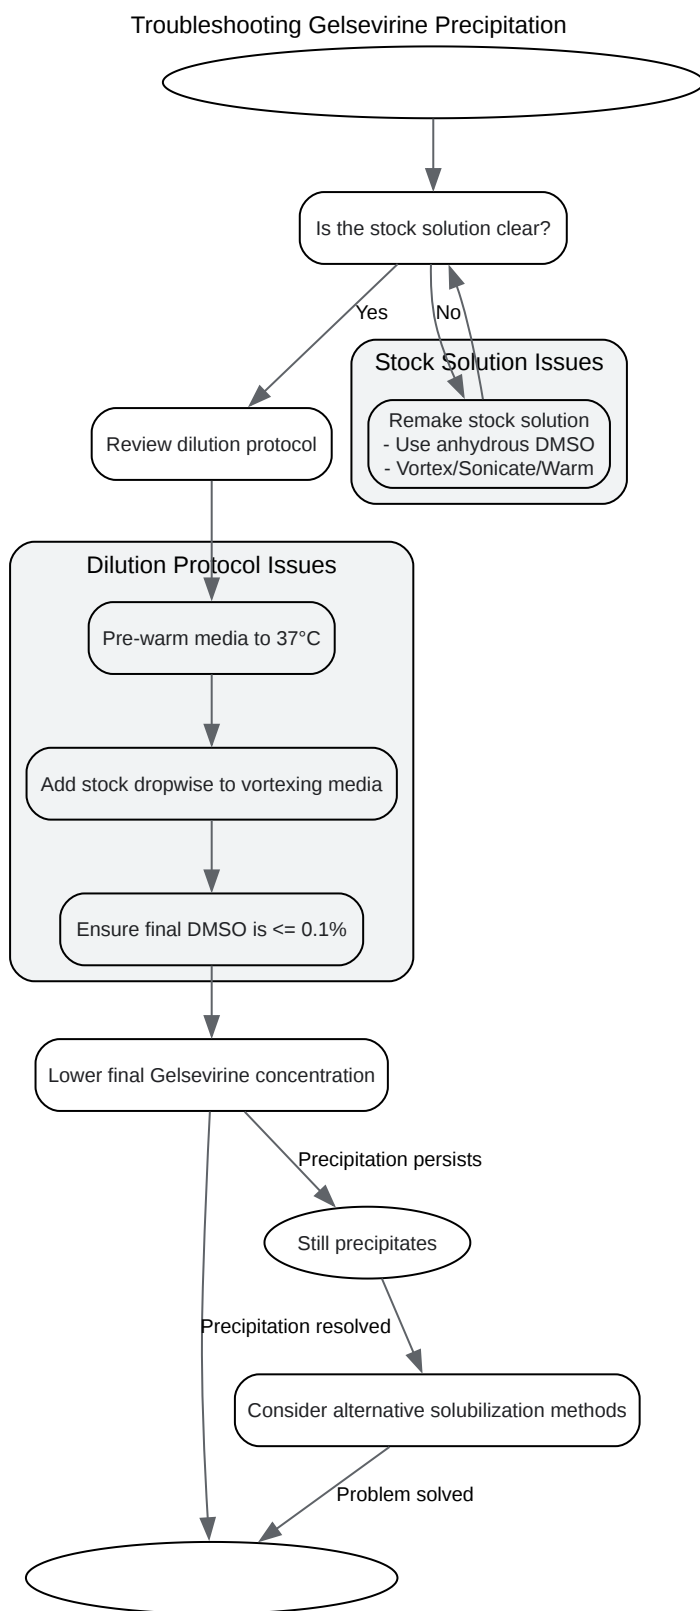 Troubleshooting Gelsevirine Precipitation
Is the stock solution clear?
Yes
No
Stock Solution Issues
Remake stock solution
- Use anhydrous DMSO
- Vortex/Sonicate/Warm
Review dilution protocol
Dilution Protocol Issues
Pre-warm media to 37°C
Add stock dropwise to vortexing media
Ensure final DMSO is <= 0.1%
Lower final Gelsevirine concentration
Precipitation persists
Still precipitates
Precipitation resolved
Consider alternative solubilization methods
Problem solved